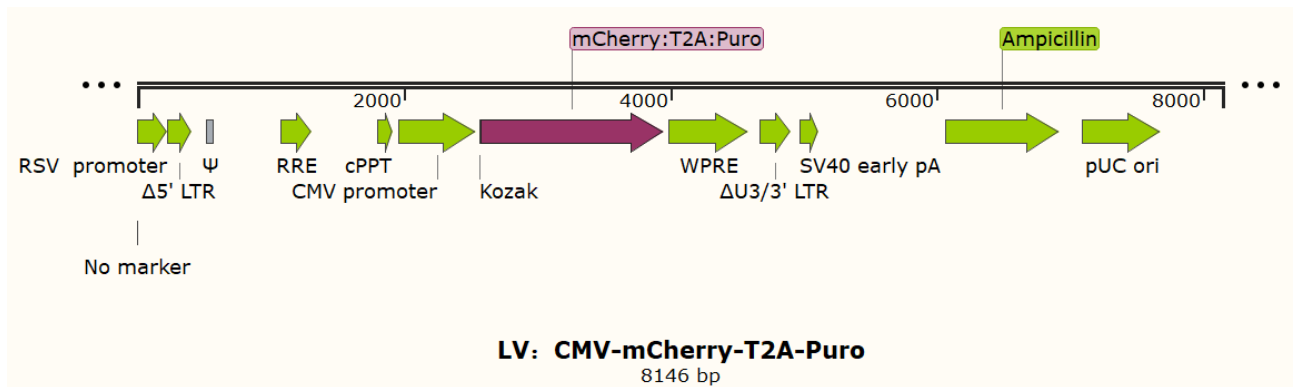 mCherry:T2A:Puro Ampicillin
••• •••
2000 4000 6000 8000
RSV promoter Ψ RRE cPPT WPRE SV40 early pA pUC ori
Δ5' LTR CMV promoter Kozak ΔU3/3' LTR
No marker
LV： CMV-mCherry-T2A-Puro
8146 bp